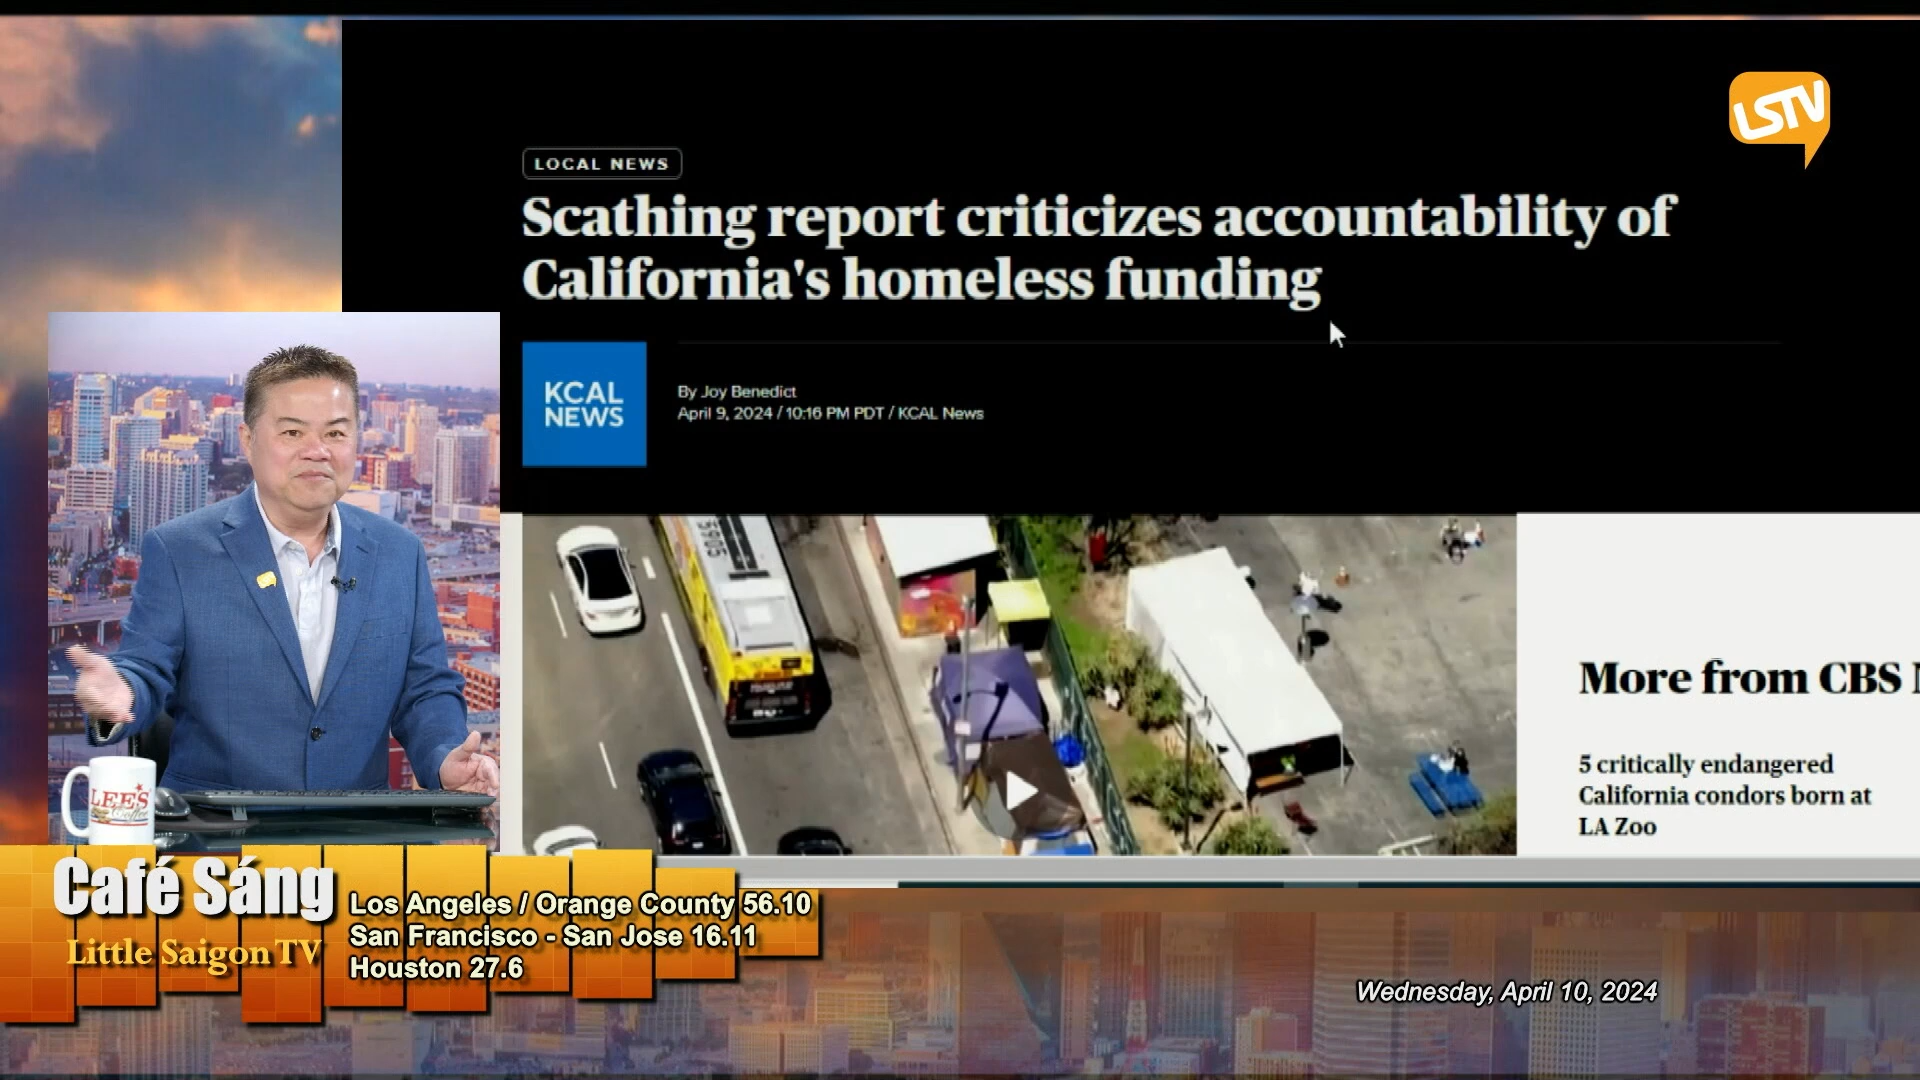 LSTV
LOCAL NEWS
Scathing report criticizes accountability of
California's homeless funding
KCAL
NEWS
By Joy Benedict
April 9, 2024 / 10:16 PM PDT / KCAL News
5905
More from CBS N
5 critically endangered
California condors born at
LA Zoo
LEE'S
Coffee
Café Sáng
Little Saigon TV
Los Angeles / Orange County 56.10
San Francisco - San Jose 16.11
Houston 27.6
Wednesday, April 10, 2024